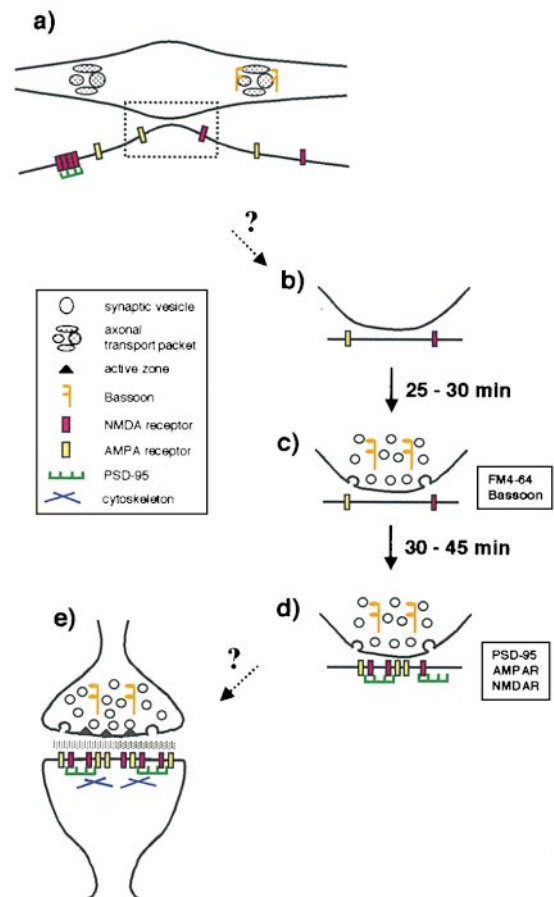 a)
?
b)
synaptic vesicle
axonal
transport packet
active zone
Bassoon
NMDA receptor
AMPA receptor
PSD-95
cytoskeleton
25 - 30 min
c)
FM4-64
Bassoon
30 - 45 min
d)
PSD-95
AMPAR
NMDAR
e)
?